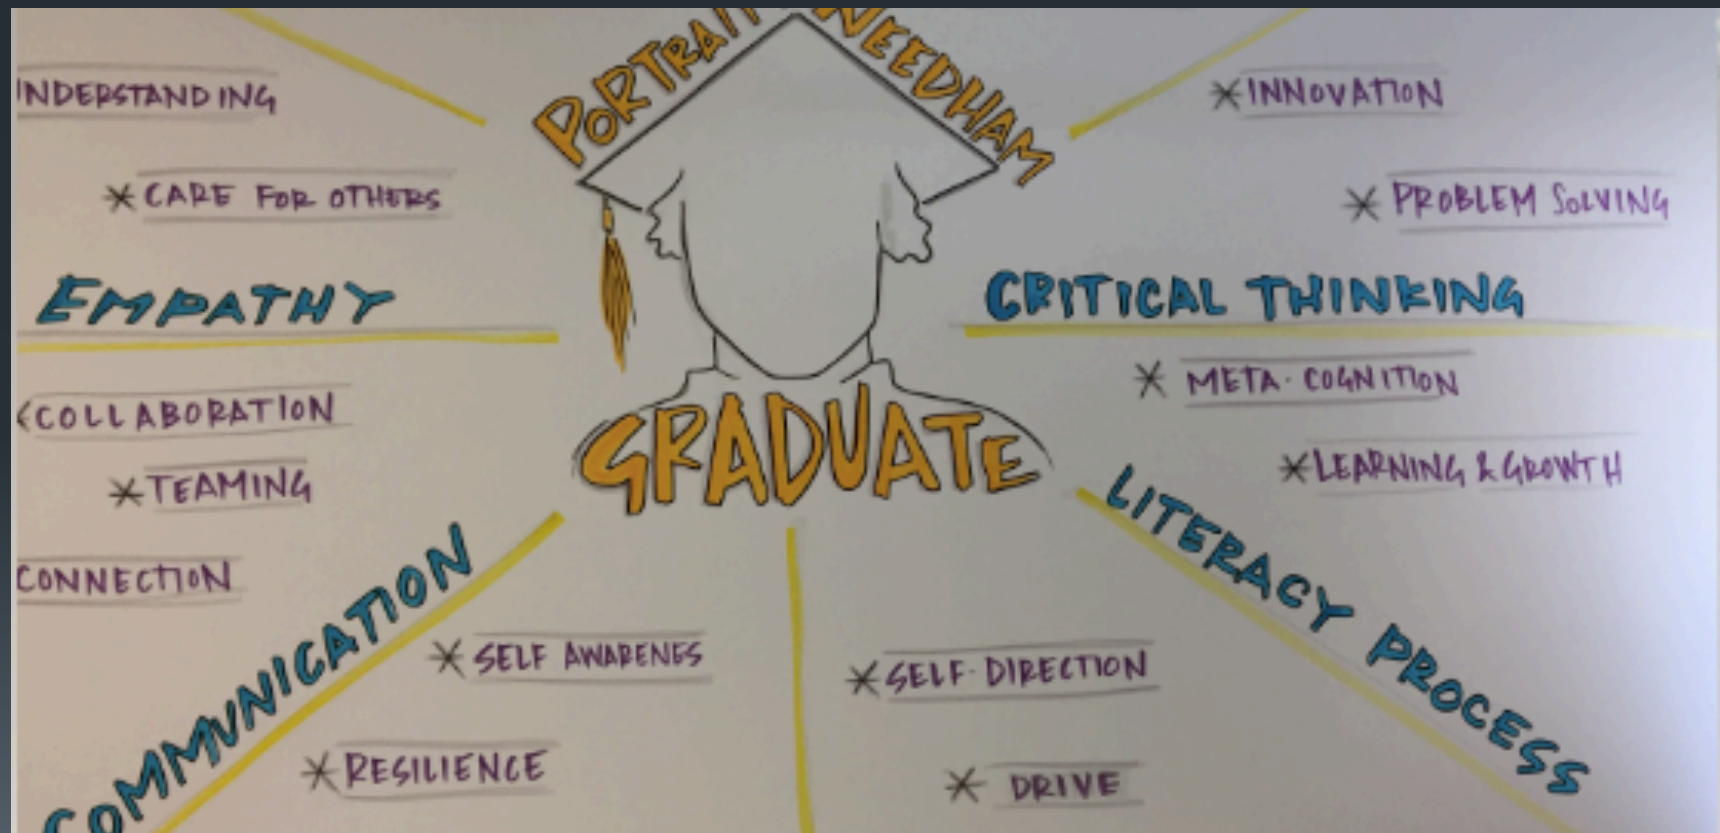 PORTRAIT
NEEDHAM
GRADUATE
NDERSTANDING
* CARE FOR OTHERS
EMPATHY
COLLABORATION
* TEAMING
CONNECTION
COMMUNICATION
* SELF AWARENES
* RESILIENCE
* INNOVATION
* PROBLEM SOLVING
CRITICAL THINKING
* META-COGNITION
* LEARNING & GROWTH
LITERACY PROCESS
* SELF-DIRECTION
* DRIVE